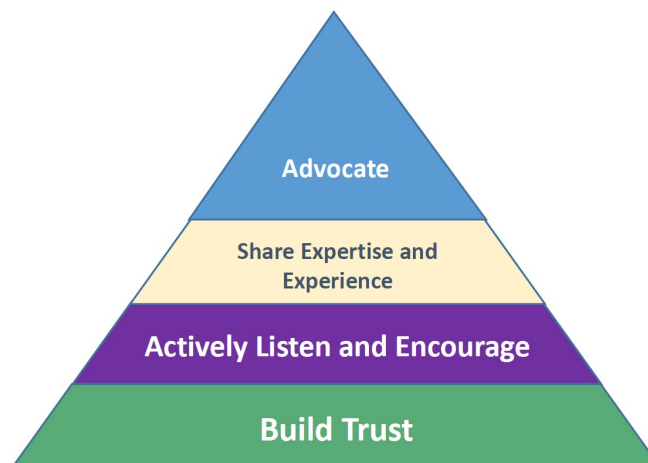 Advocate
Share Expertise and
Experience
Actively Listen and Encourage
Build Trust